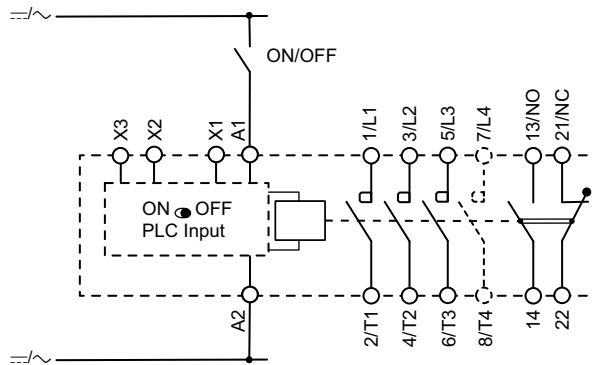 ON/OFF
X3
X2
X1
A1
1/L1
3/L2
5/L3
7/L4
13/NO
21/NC
ON OFF
PLC Input
A2
2/T1
4/T2
6/T3
8/T4
14
22